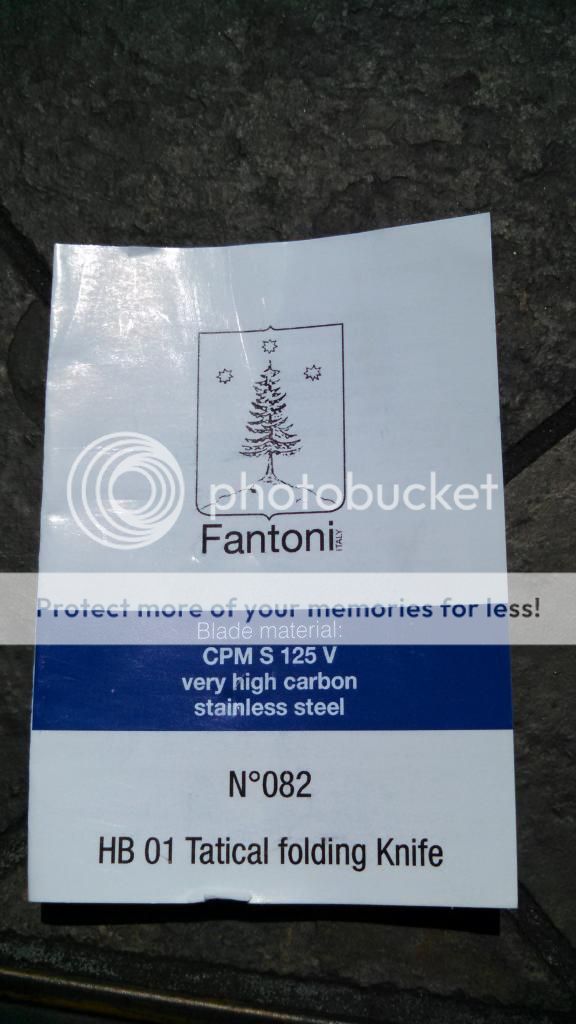 photobucket
Fantoni
ITALY
Protect more of your memories for less!
Blade material:
CPM S 125 V
very high carbon
stainless steel
N°082
HB 01 Tatical folding Knife